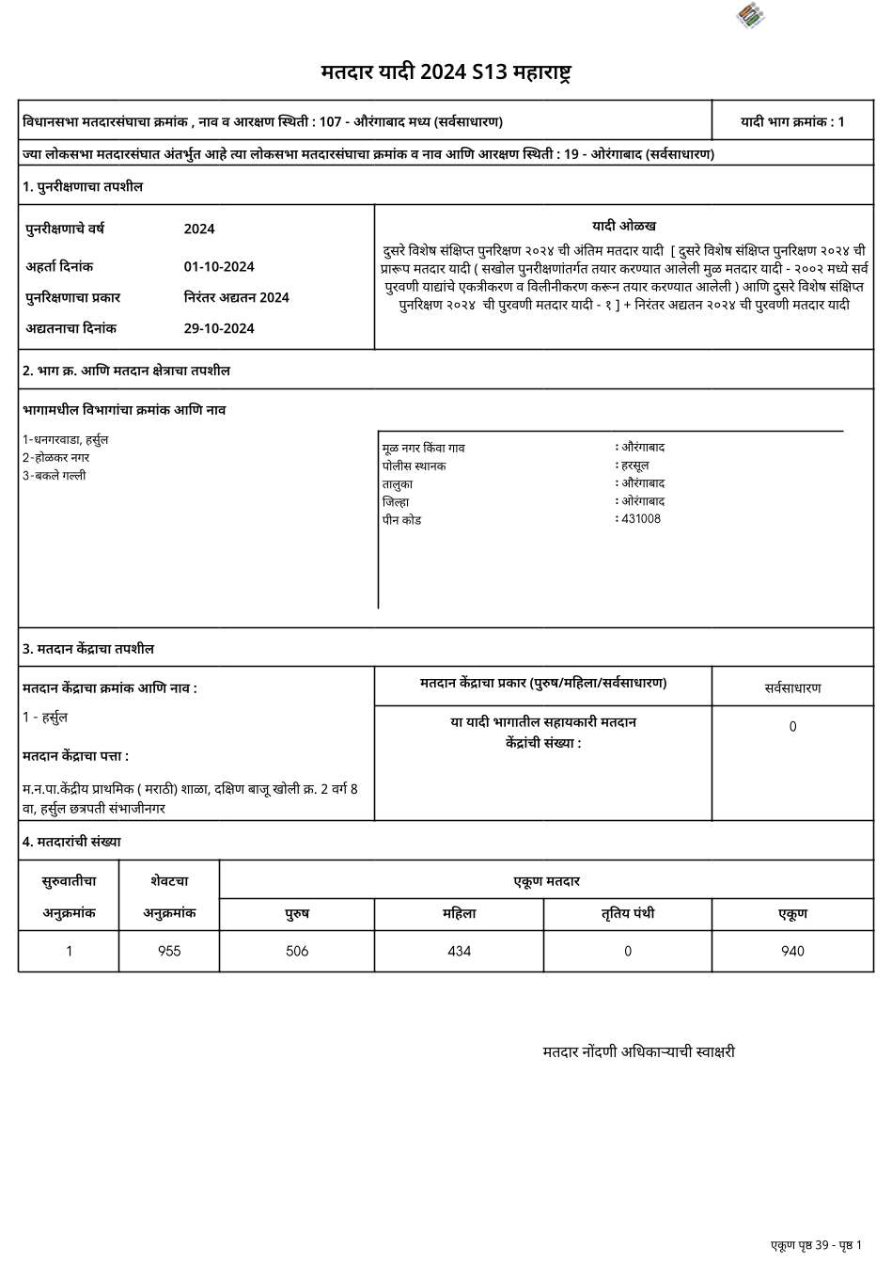 मतदार यादी 2024 S13 महाराष्ट्र
विधानसभा मतदारसंघाचा क्रमांक , नाव व आरक्षण स्थिती : 107 - औरंगाबाद मध्य (सर्वसाधारण)
यादी भाग क्रमांक : 1
ज्या लोकसभा मतदारसंघात अंतर्भुत आहे त्या लोकसभा मतदारसंघाचा क्रमांक व नाव आणि आरक्षण स्थिती : 19 - ओरंगाबाद (सर्वसाधारण)
1. पुनरीक्षणाचा तपशील
पुनरीक्षणाचे वर्ष 2024
अहर्ता दिनांक 01-10-2024
पुनरिक्षणाचा प्रकार निरंतर अद्यतन 2024
अद्यतनाचा दिनांक 29-10-2024
यादी ओळख
दुसरे विशेष संक्षिप्त पुनरिक्षण २०२४ ची अंतिम मतदार यादी [ दुसरे विशेष संक्षिप्त पुनरिक्षण २०२४ ची
प्रारूप मतदार यादी ( सखोल पुनरीक्षणांतर्गत तयार करण्यात आलेली मुळ मतदार यादी - २००२ मध्ये सर्व
पुरवणी याद्यांचे एकत्रीकरण व विलीनीकरण करून तयार करण्यात आलेली ) आणि दुसरे विशेष संक्षिप्त
पुनरिक्षण २०२४ ची पुरवणी मतदार यादी - १ ] + निरंतर अद्यतन २०२४ ची पुरवणी मतदार यादी
2. भाग क्र. आणि मतदान क्षेत्राचा तपशील
भागामधील विभागांचा क्रमांक आणि नाव
1-धनगरवाडा, हर्सुल
2-होळकर नगर
3-बकले गल्ली
मूळ नगर किंवा गाव : औरंगाबाद
पोलीस स्थानक : हरसूल
तालुका : औरंगाबाद
जिल्हा : ओरंगाबाद
पीन कोड : 431008
3. मतदान केंद्राचा तपशील
मतदान केंद्राचा क्रमांक आणि नाव :
1 - हर्सुल
मतदान केंद्राचा पत्ता :
म.न.पा.केंद्रीय प्राथमिक ( मराठी) शाळा, दक्षिण बाजू खोली क्र. 2 वर्ग 8
वा, हर्सुल छत्रपती संभाजीनगर
मतदान केंद्राचा प्रकार (पुरुष/महिला/सर्वसाधारण)
सर्वसाधारण
या यादी भागातील सहायकारी मतदान
केंद्रांची संख्या :
0
4. मतदारांची संख्या
सुरुवातीचा
अनुक्रमांक
शेवटचा
अनुक्रमांक
एकूण मतदार
पुरुष महिला तृतिय पंथी एकूण
1 955 506 434 0 940
मतदार नोंदणी अधिकाऱ्याची स्वाक्षरी
एकूण पृष्ठ 39 - पृष्ठ 1